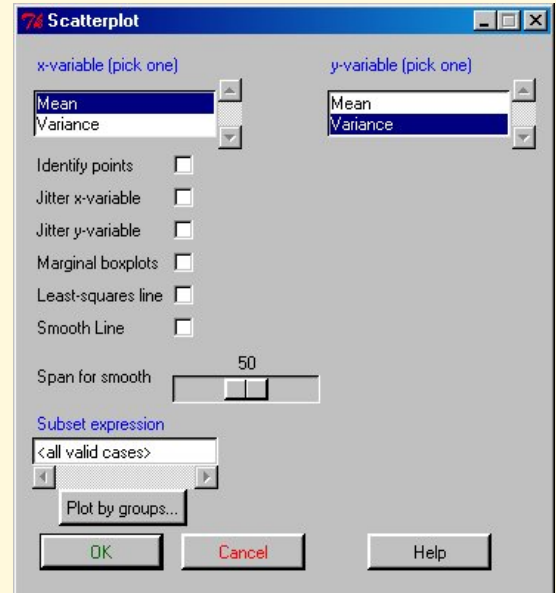 Scatterplot
x-variable (pick one)
y-variable (pick one)
Mean
Variance
Mean
Variance
Identify points
Jitter x-variable
Jitter y-variable
Marginal boxplots
Least-squares line
Smooth Line
50
Span for smooth
Subset expression
<all valid cases>
Plot by groups...
OK
Cancel
Help